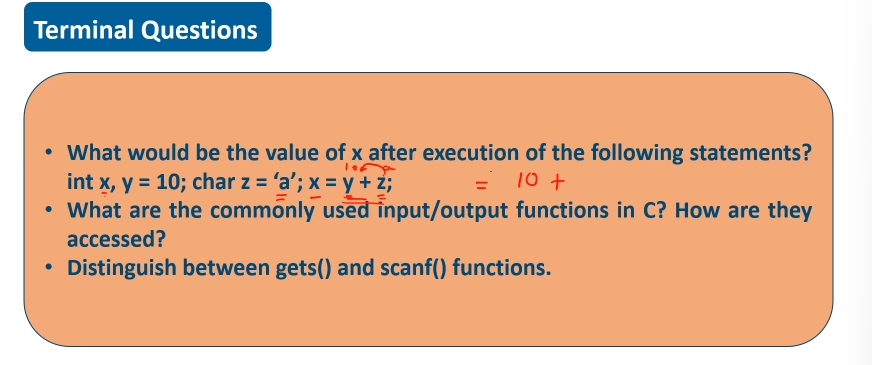 Terminal Questions
• What would be the value of x after execution of the following statements?
int x, y = 10; char z = ‘a’; x = y + z;
= 10 +
• What are the commonly used input/output functions in C? How are they
accessed?
• Distinguish between gets() and scanf() functions.